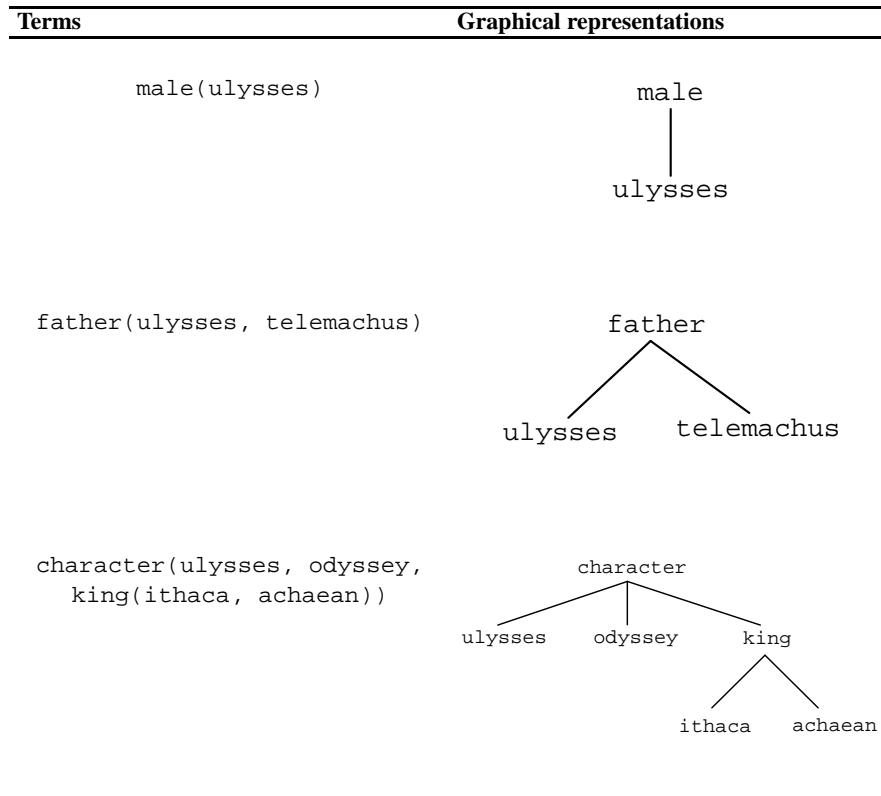 Terms Graphical representations
male(ulysses) male
ulysses
father(ulysses, telemachus) father
ulysses telemachus
character(ulysses, odyssey, character
king(ithaca, achaean))
ulysses odyssey king
ithaca achaean